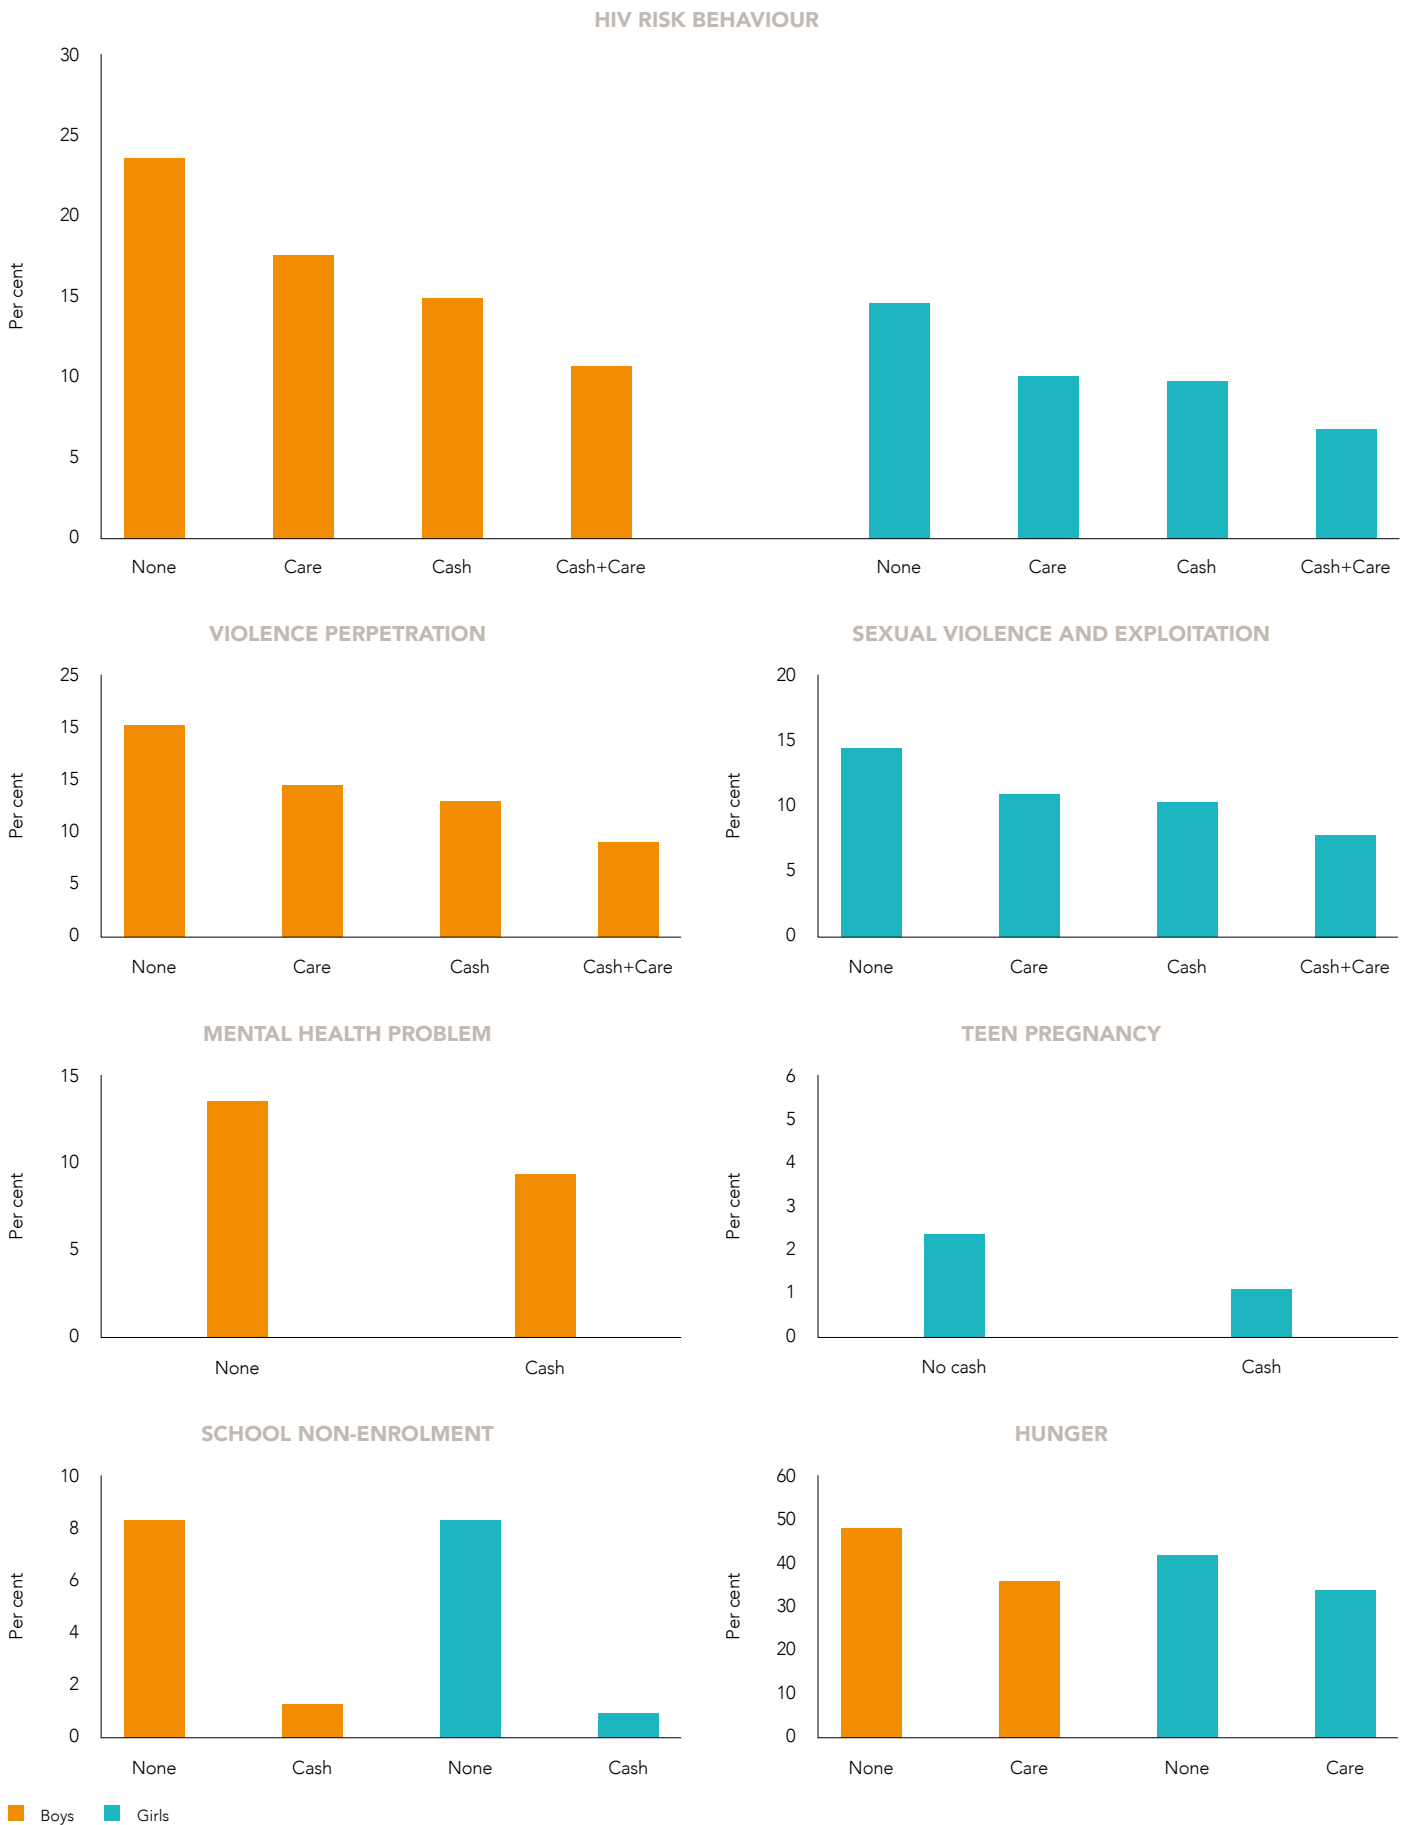 HIV RISK BEHAVIOUR
Per cent
30
25
20
15
10
5
0
None Care Cash Cash+Care None Care Cash Cash+Care
VIOLENCE PERPETRATION
Per cent
25
15
15
10
5
0
None Care Cash Cash+Care
SEXUAL VIOLENCE AND EXPLOITATION
Per cent
20
15
10
5
0
None Care Cash Cash+Care
MENTAL HEALTH PROBLEM
Per cent
15
10
5
0
None Cash
TEEN PREGNANCY
Per cent
6
5
4
3
2
1
0
No cash Cash
SCHOOL NON-ENROLMENT
Per cent
10
8
6
4
2
0
None Cash None Cash
HUNGER
Per cent
60
50
40
30
20
10
0
None Care None Care
Boys Girls